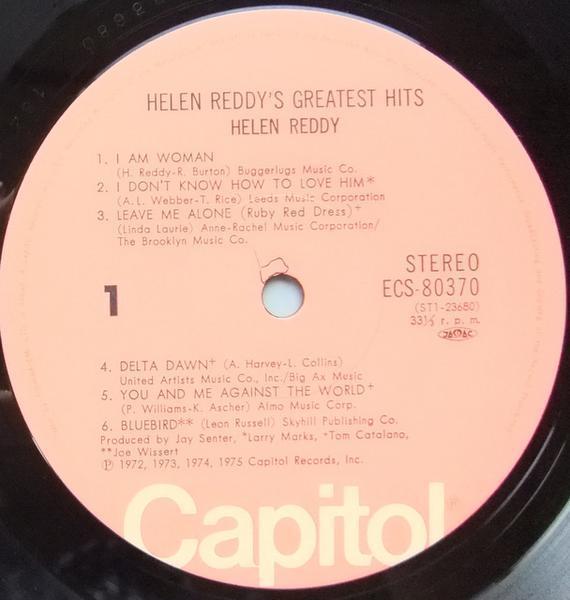 HELEN REDDY'S GREATEST HITS
HELEN REDDY
1. I AM WOMAN
(H. Reddy-R. Burton) Buggerlugs Music Co.
2. I DON'T KNOW HOW TO LOVE HIM*
(A.L. Webber-T. Rice) Leeds Music Corporation
3. LEAVE ME ALONE (Ruby Red Dress)+
(Linda Laurie) Anne-Rachel Music Corporation/
The Brooklyn Music Co.
STEREO
ECS-80370
(ST1-23680)
33⅓ r. p. m.
JASRAC
1
4. DELTA DAWN+ (A. Harvey-L. Collins)
United Artists Music Co., Inc./Big Ax Music
5. YOU AND ME AGAINST THE WORLD+
(P. Williams-K. Ascher) Almo Music Corp.
6. BLUEBIRD** (Leon Russell) Skyhill Publishing Co.
Produced by Jay Senter, *Larry Marks, +Tom Catalano,
**Joe Wissert
Ⓟ 1972, 1973, 1974, 1975 Capitol Records, Inc.
Capitol